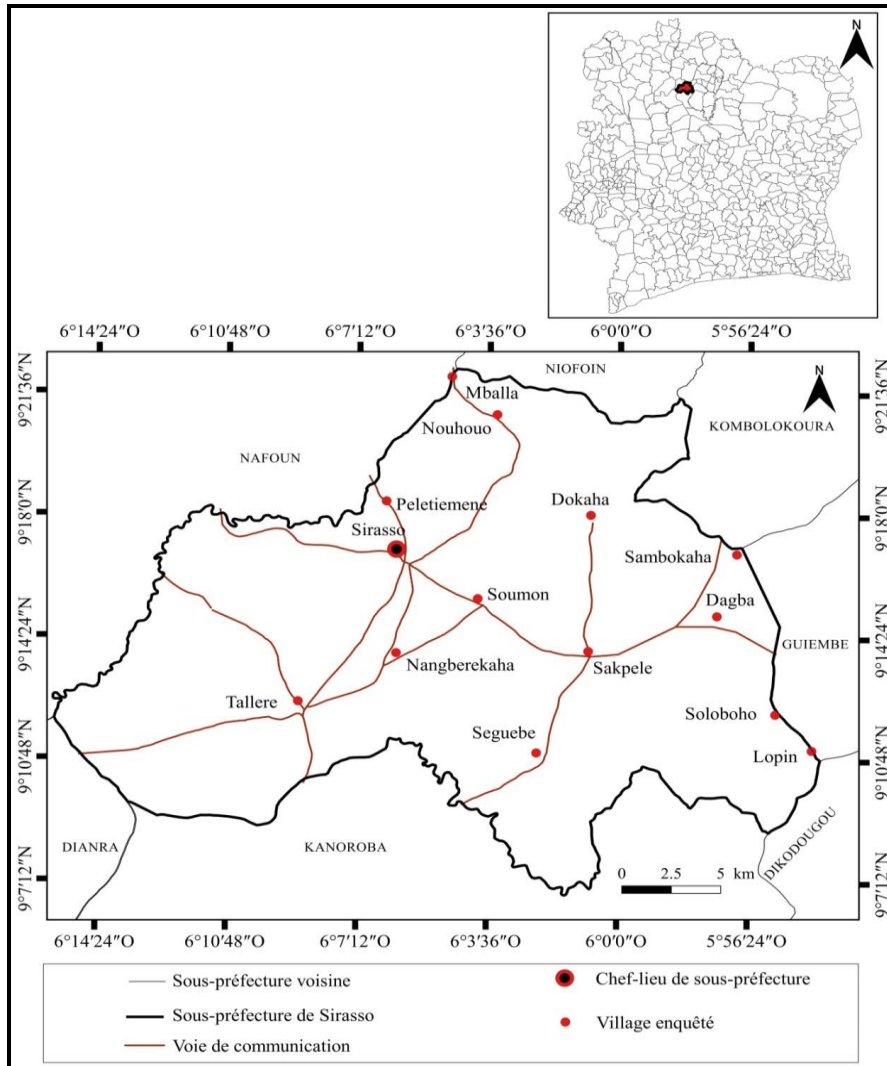 N
6°14'24"O 6°10'48"O 6°7'12"O 6°3'36"O 6°0'0"O 5°56'24"O
9°21'36"N
9°18'0"N
9°14'24"N
9°10'48"N
9°7'12"N
NIOFOIN
N
Mballa
KOMBOLOKOURA
Nouhouo
NAFOUN
Peletiemene
Dokaha
Sirasso
Sambokaha
Soumon
Dagba
GUIEMBE
Nangberekaha
Sakpele
Tallere
Soloboho
Seguebe
Lopin
DIANRA
KANOROBA
DIKODOUGOU
0 2.5 5 km
9°21'36"N
9°18'0"N
9°14'24"N
9°10'48"N
9°7'12"N
6°14'24"O 6°10'48"O 6°7'12"O 6°3'36"O 6°0'0"O 5°56'24"O
Sous-préfecture voisine
Sous-préfecture de Sirasso
Voie de communication
Chef-lieu de sous-préfecture
Village enquêté